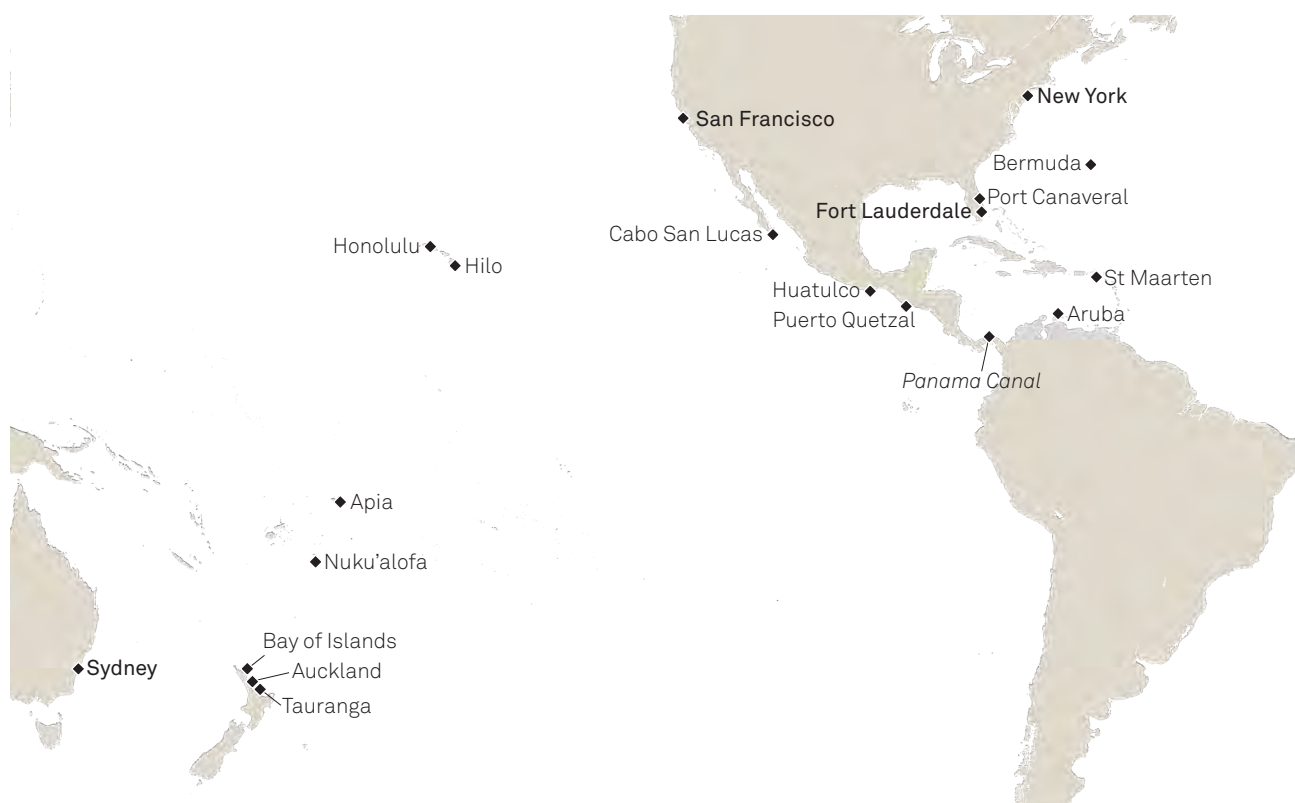 New York
San Francisco
Bermuda
Port Canaveral
Fort Lauderdale
Cabo San Lucas
Honolulu
Hilo
St Maarten
Huatulco
Aruba
Puerto Quetzal
Panama Canal
Apia
Nuku’alofa
Bay of Islands
Sydney
Auckland
Tauranga